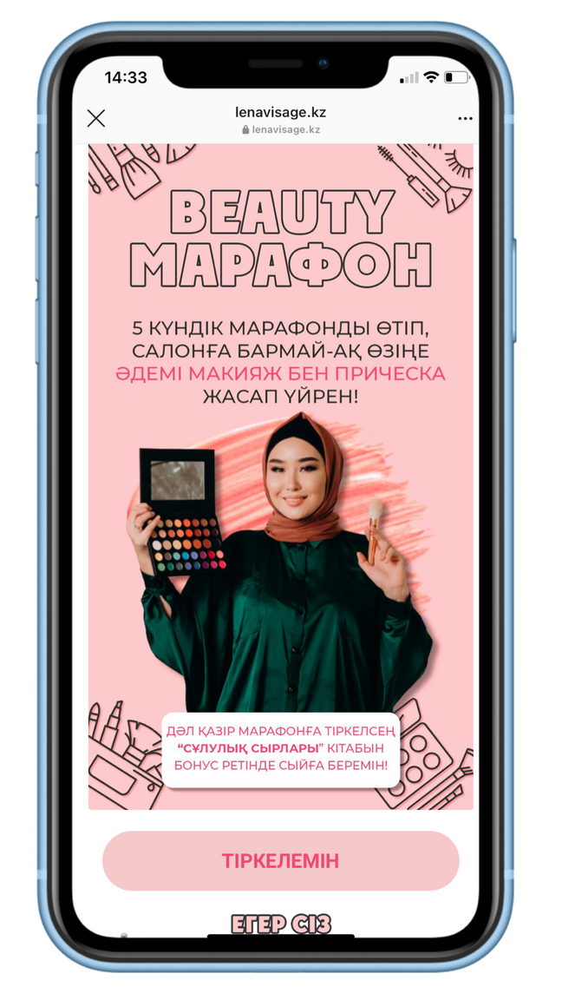 14:33
lenavisage.kz
lenavisage.kz
BEAUTY
МАРАФОН
5 КҮНДІК МАРАФОНДЫ ӨТІП,
САЛОНҒА БАРМАЙ-АҚ ӨЗІҢЕ
ӘДЕМІ МАКИЯЖ БЕН ПРИЧЕСКА
ЖАСАП ҮЙРЕН!
ДӘЛ ҚАЗІР МАРАФОНҒА ТІРКЕЛСЕҢ
“СҰЛУЛЫҚ СЫРЛАРЫ” КІТАБЫН
БОНУС РЕТІНДЕ СЫЙҒА БЕРЕМІН!
ТІРКЕЛЕМІН
ЕГЕР СІЗ